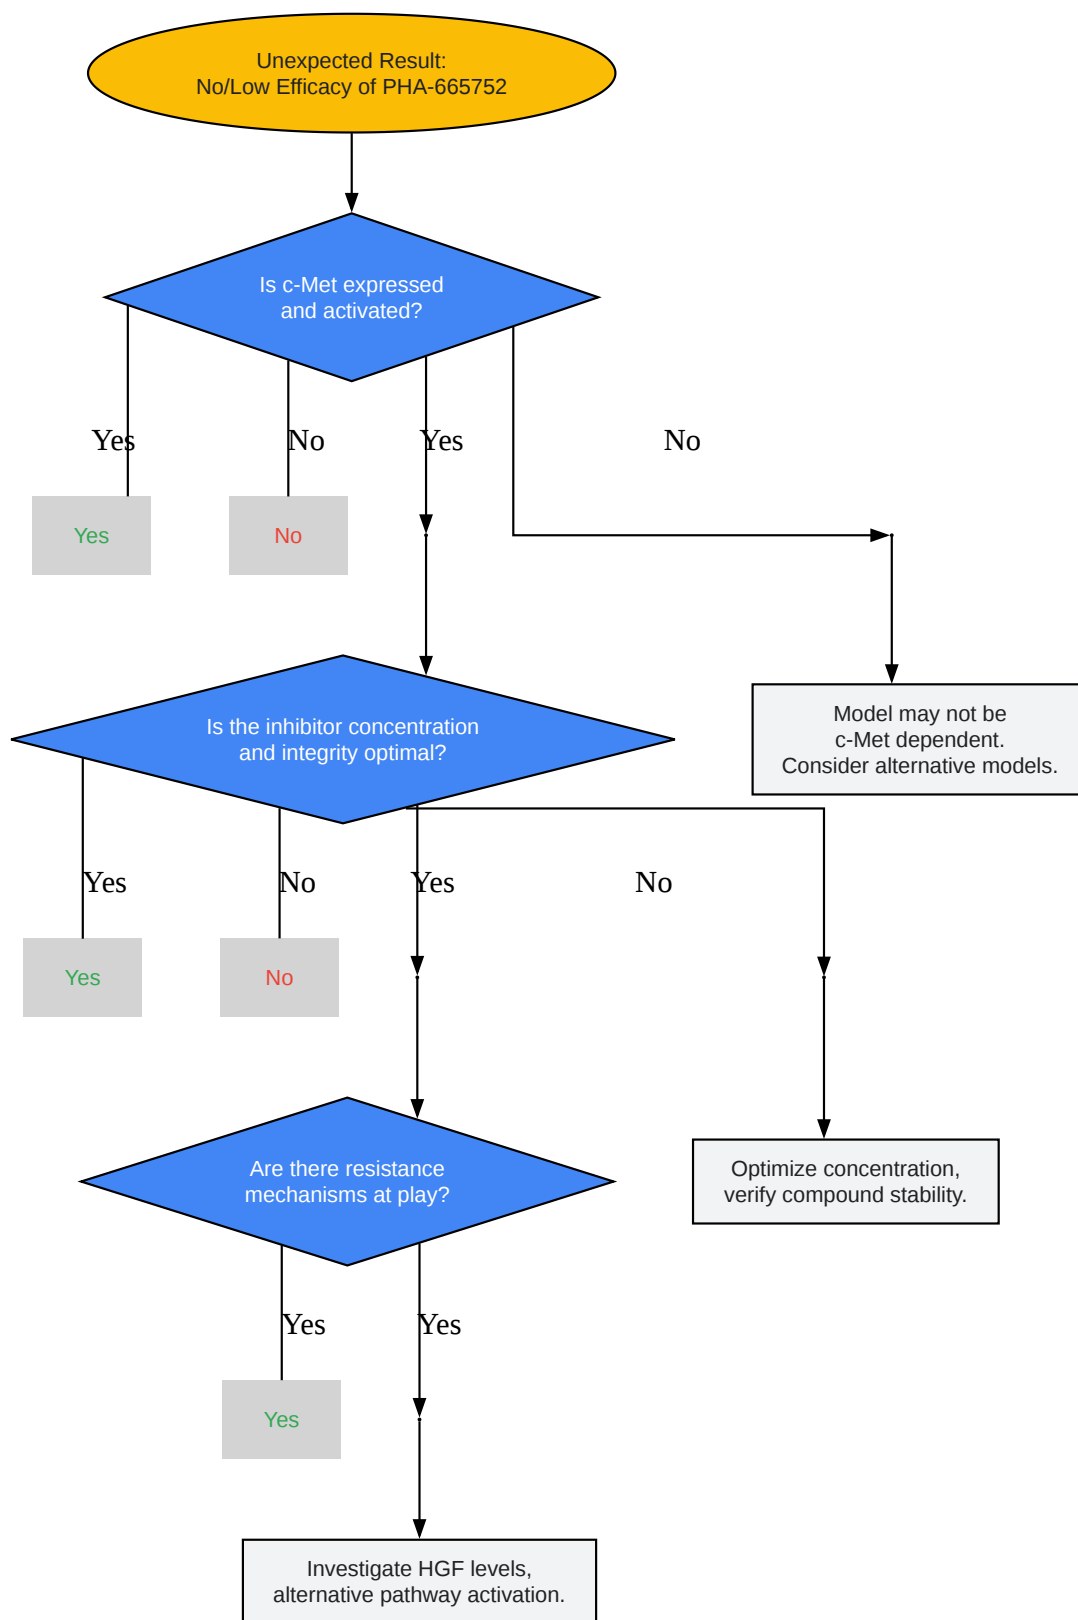 Unexpected Result:
No/Low Efficacy of PHA-665752
Is c-Met expressed
and activated?
Yes
No
Yes
No
Yes
No
Model may not be
c-Met dependent.
Consider alternative models.
Is the inhibitor concentration
and integrity optimal?
Yes
No
Yes
No
Yes
No
Optimize concentration,
verify compound stability.
Are there resistance
mechanisms at play?
Yes
Yes
Yes
Investigate HGF levels,
alternative pathway activation.